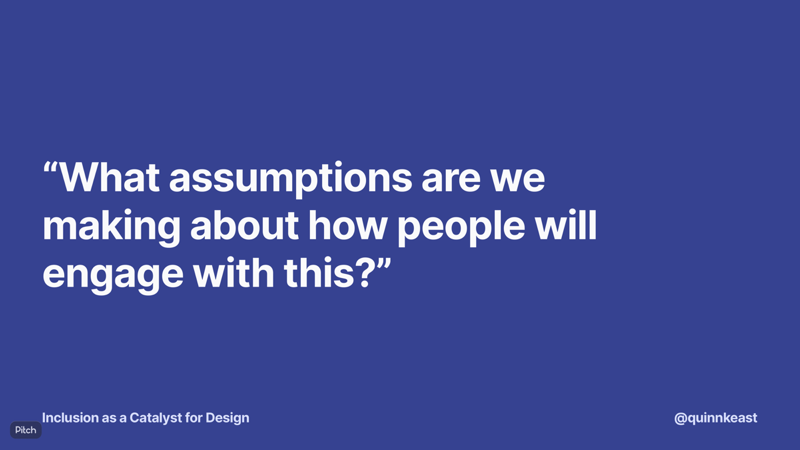 “What assumptions are we
making about how people will
engage with this?”
Inclusion as a Catalyst for Design
@quinnkeast
Pitch